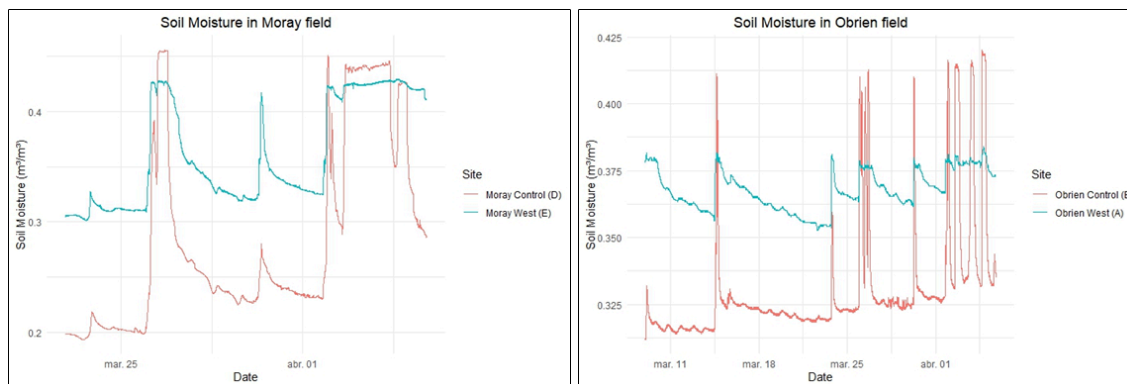 Soil Moisture in Moray field
Soil Moisture (m³/m³)
0.4
0.3
0.2
mar. 25
abr. 01
Date
Site
Moray Control (D)
Moray West (E)
Soil Moisture in Obrien field
Soil Moisture (m³/m³)
0.425
0.400
0.375
0.350
0.325
mar. 11
mar. 18
mar. 25
abr. 01
Date
Site
Obrien Control (
Obrien West (A)